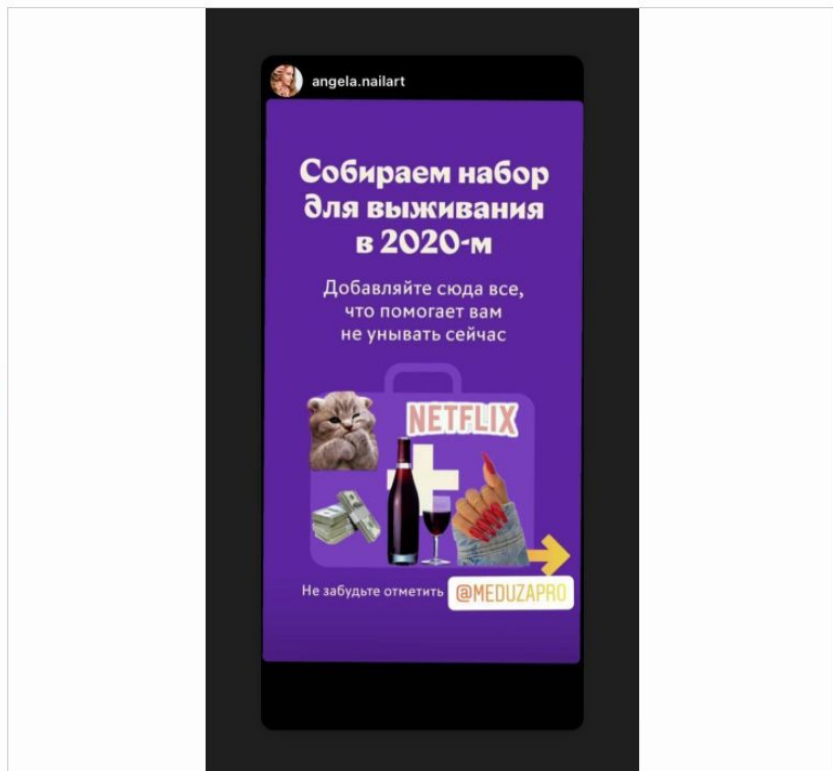 angela.nailart
Собираем набор
для выживания
в 2020-м
Добавляйте сюда все,
что помогает вам
не унывать сейчас
NETFLIX
Не забудьте отметить @MEDUZAPRO